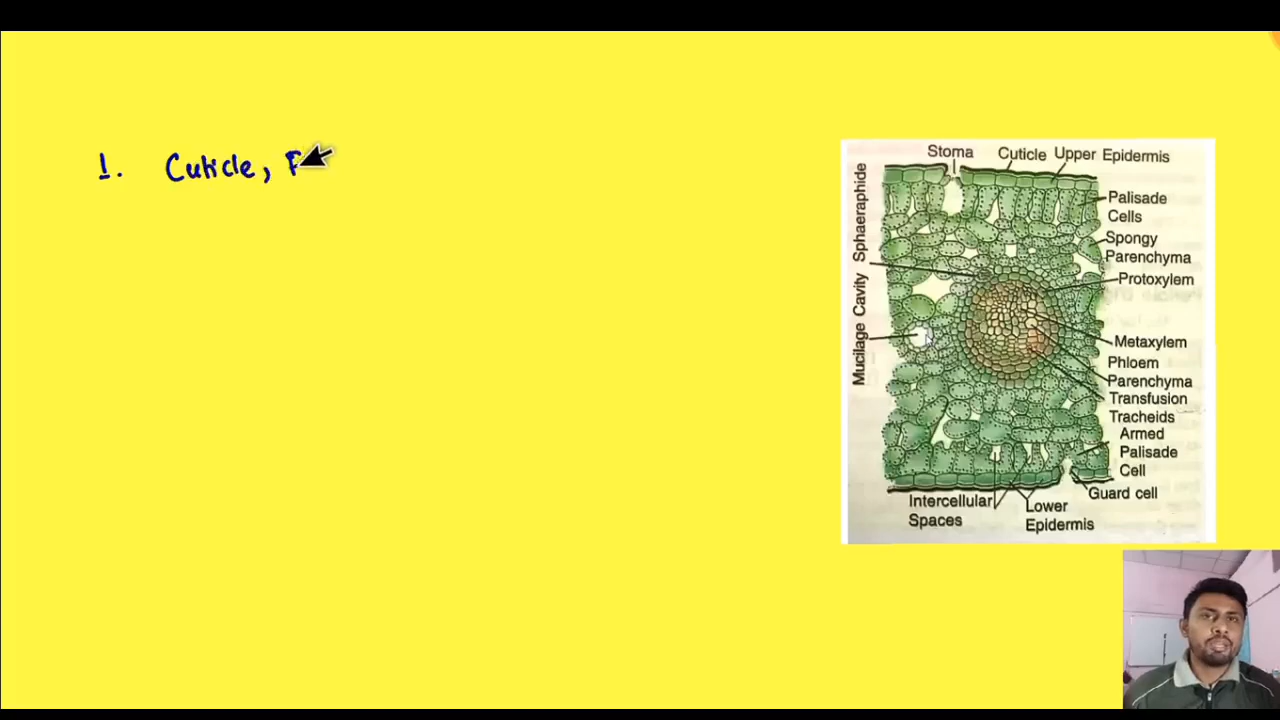 1. Cuticle,
Stoma Cuticle Upper Epidermis
Mucilage Cavity Sphaeraphide
Palisade
Cells
Spongy
Parenchyma
Protoxylem
Metaxylem
Phloem
Parenchyma
Transfusion
Tracheids
Armed
Palisade
Cell
Guard cell
Intercellular
Spaces
Lower
Epidermis